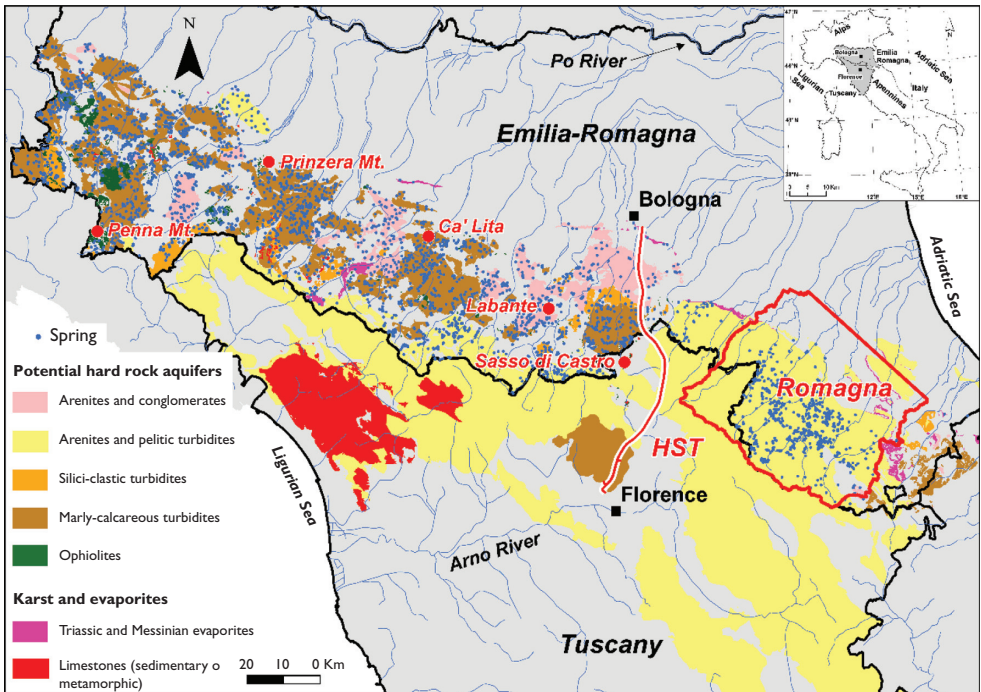 N
Po River
Emilia-Romagna
Prinzera Mt.
Bologna
Penna Mt.
Ca' Lita
Adriatic Sea
Labante
Sasso di Castro
Romagna
HST
Florence
Ligurian Sea
Arno River
Tuscany
Spring
Potential hard rock aquifers
Arenites and conglomerates
Arenites and pelitic turbidites
Silici-clastic turbidites
Marly-calcareous turbidites
Ophiolites
Karst and evaporites
Triassic and Messinian evaporites
Limestones (sedimentary o
metamorphic)
20 10 0 Km
Alps
Bologna
Emilia
Romagna
Adriatic Sea
Ligurian
Sea
Florence
Tuscany
Apennines
Italy
12°E